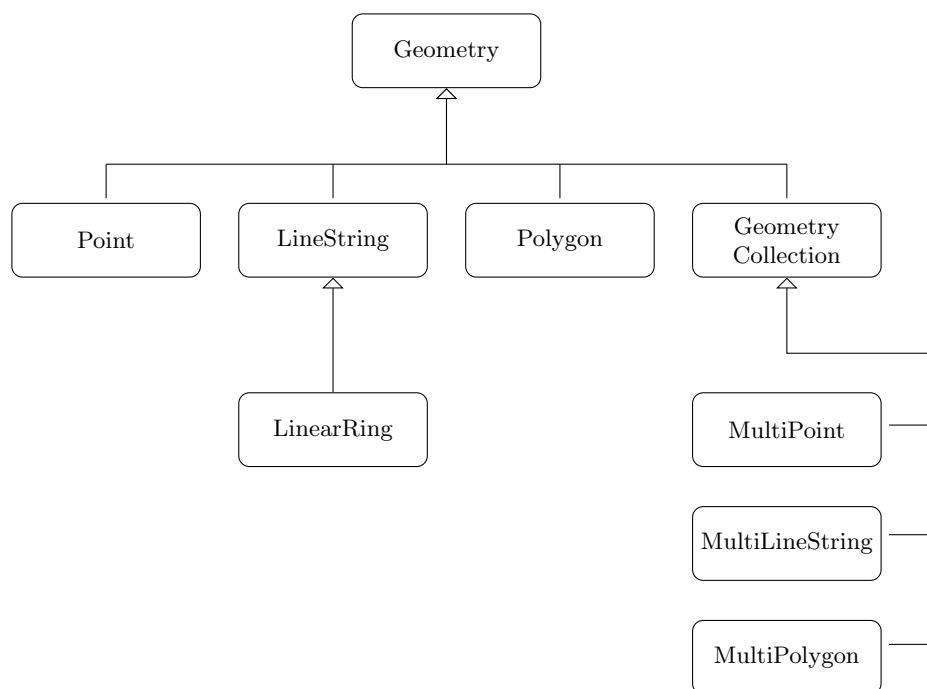 Geometry
Point
LineString
Polygon
Geometry
Collection
LinearRing
MultiPoint
MultiLineString
MultiPolygon